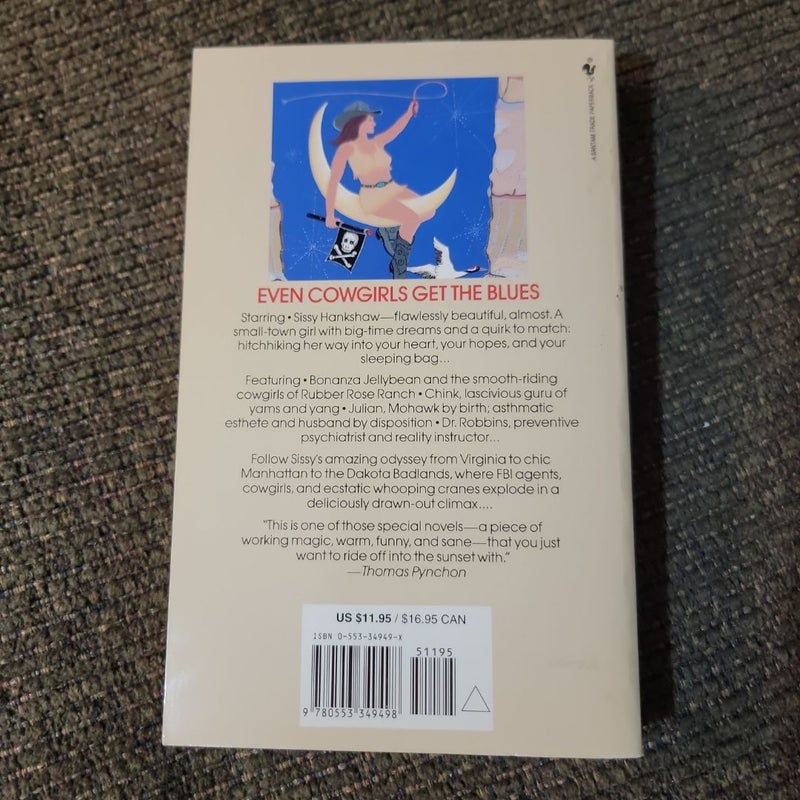 A BANTAM TRADE PAPERBACK
EVEN COWGIRLS GET THE BLUES
Starring • Sissy Hankshaw—flawlessly beautiful, almost. A
small-town girl with big-time dreams and a quirk to match:
hitchhiking her way into your heart, your hopes, and your
sleeping bag...
Featuring • Bonanza Jellybean and the smooth-riding
cowgirls of Rubber Rose Ranch • Chink, lascivious guru of
yams and yang • Julian, Mohawk by birth; asthmatic
esthete and husband by disposition • Dr. Robbins, preventive
psychiatrist and reality instructor...
Follow Sissy's amazing odyssey from Virginia to chic
Manhattan to the Dakota Badlands, where FBI agents,
cowgirls, and ecstatic whooping cranes explode in a
deliciously drawn-out climax....
"This is one of those special novels—a piece of
working magic, warm, funny, and sane—that you just
want to ride off into the sunset with."
—Thomas Pynchon
US $11.95 / $16.95 CAN
ISBN 0-553-34949-X
51195
9 780553 349498